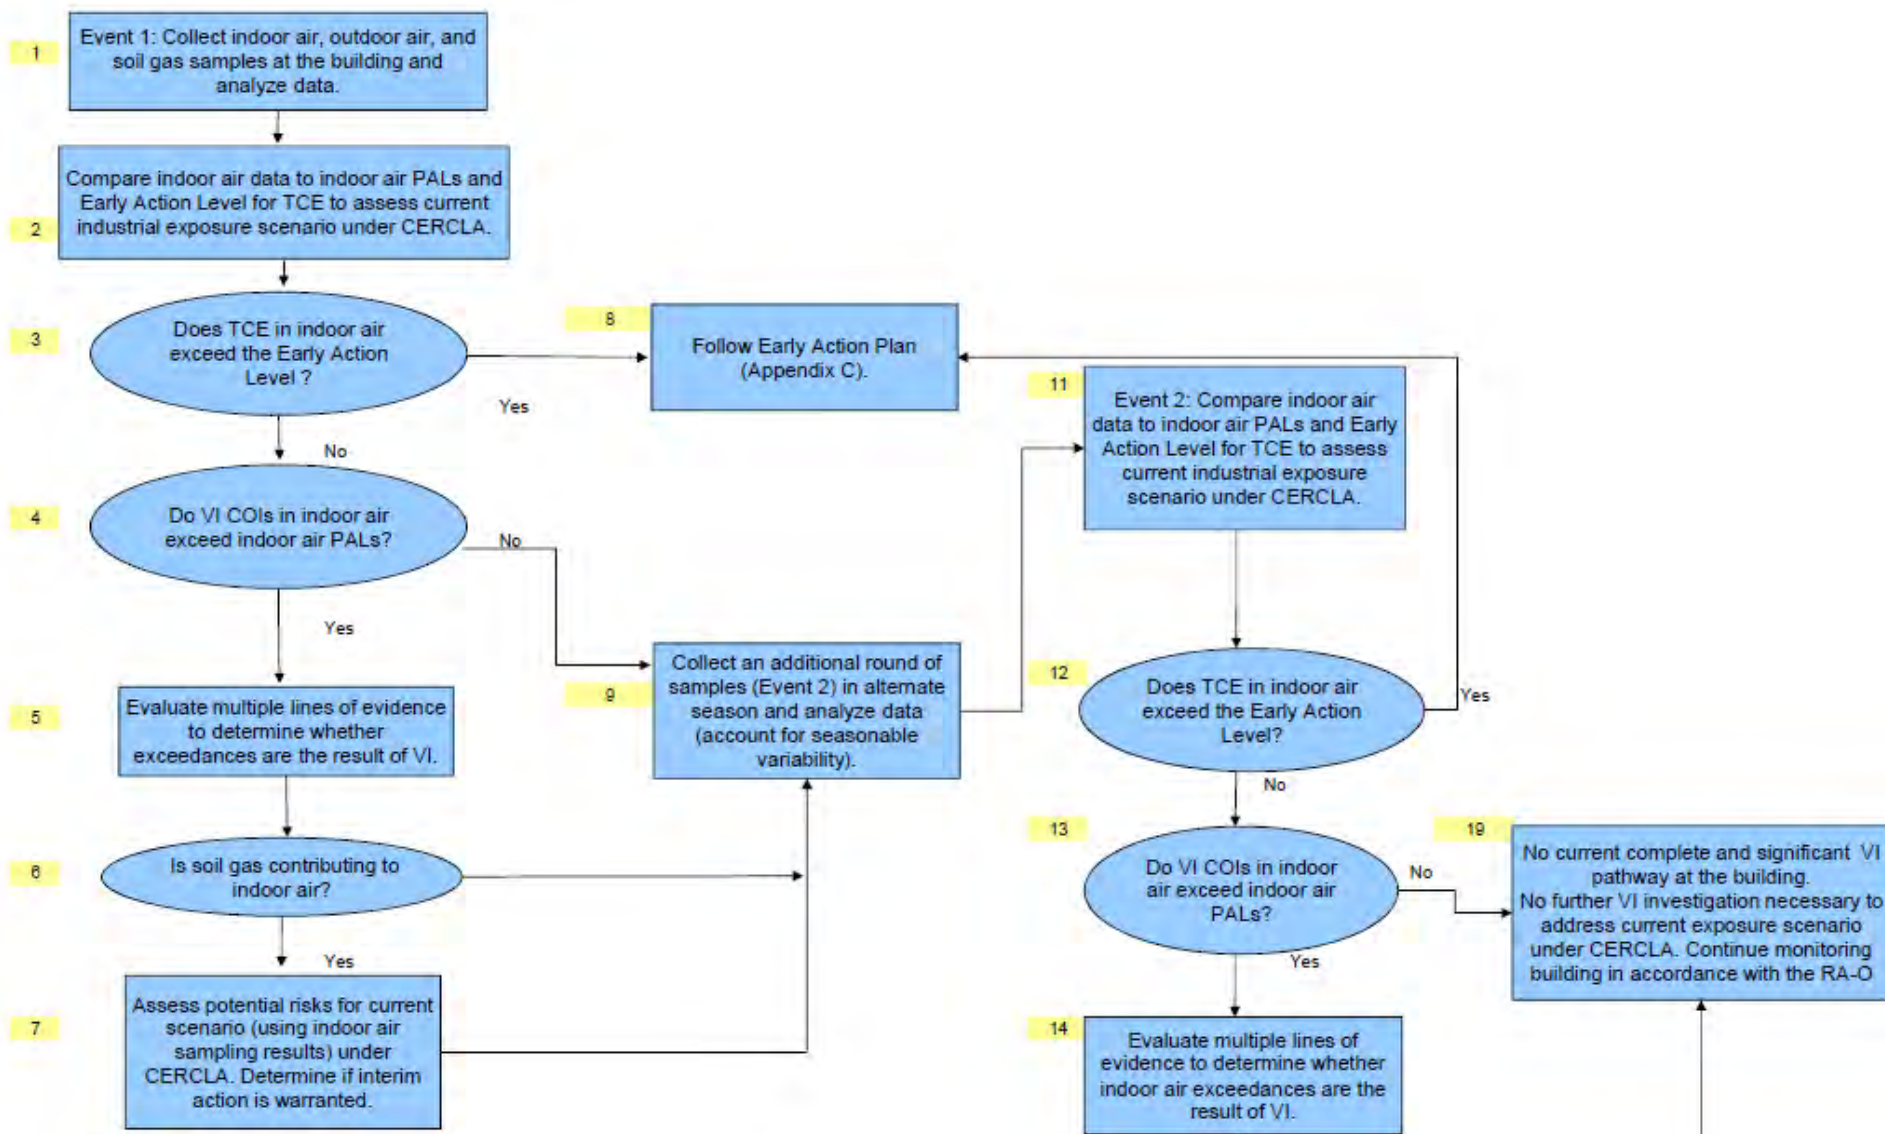 1
Event 1: Collect indoor air, outdoor air, and
soil gas samples at the building and
analyze data.
2
Compare indoor air data to indoor air PALs and
Early Action Level for TCE to assess current
industrial exposure scenario under CERCLA.
3
Does TCE in indoor air
exceed the Early Action
Level ?
Yes
No
4
Do VI COIs in indoor air
exceed indoor air PALs?
No
Yes
5
Evaluate multiple lines of evidence
to determine whether
exceedances are the result of VI.
6
Is soil gas contributing to
indoor air?
Yes
7
Assess potential risks for current
scenario (using indoor air
sampling results) under
CERCLA. Determine if interim
action is warranted.
8
Follow Early Action Plan
(Appendix C).
9
Collect an additional round of
samples (Event 2) in alternate
season and analyze data
(account for seasonable
variability).
11
Event 2: Compare indoor air
data to indoor air PALs and Early
Action Level for TCE to assess
current industrial exposure
scenario under CERCLA.
12
Does TCE in indoor air
exceed the Early Action
Level?
Yes
No
13
Do VI COIs in indoor
air exceed indoor air
PALs?
No
Yes
14
Evaluate multiple lines of
evidence to determine whether
indoor air exceedances are the
result of VI.
19
No current complete and significant VI
pathway at the building.
No further VI investigation necessary to
address current exposure scenario
under CERCLA. Continue monitoring
building in accordance with the RA-O